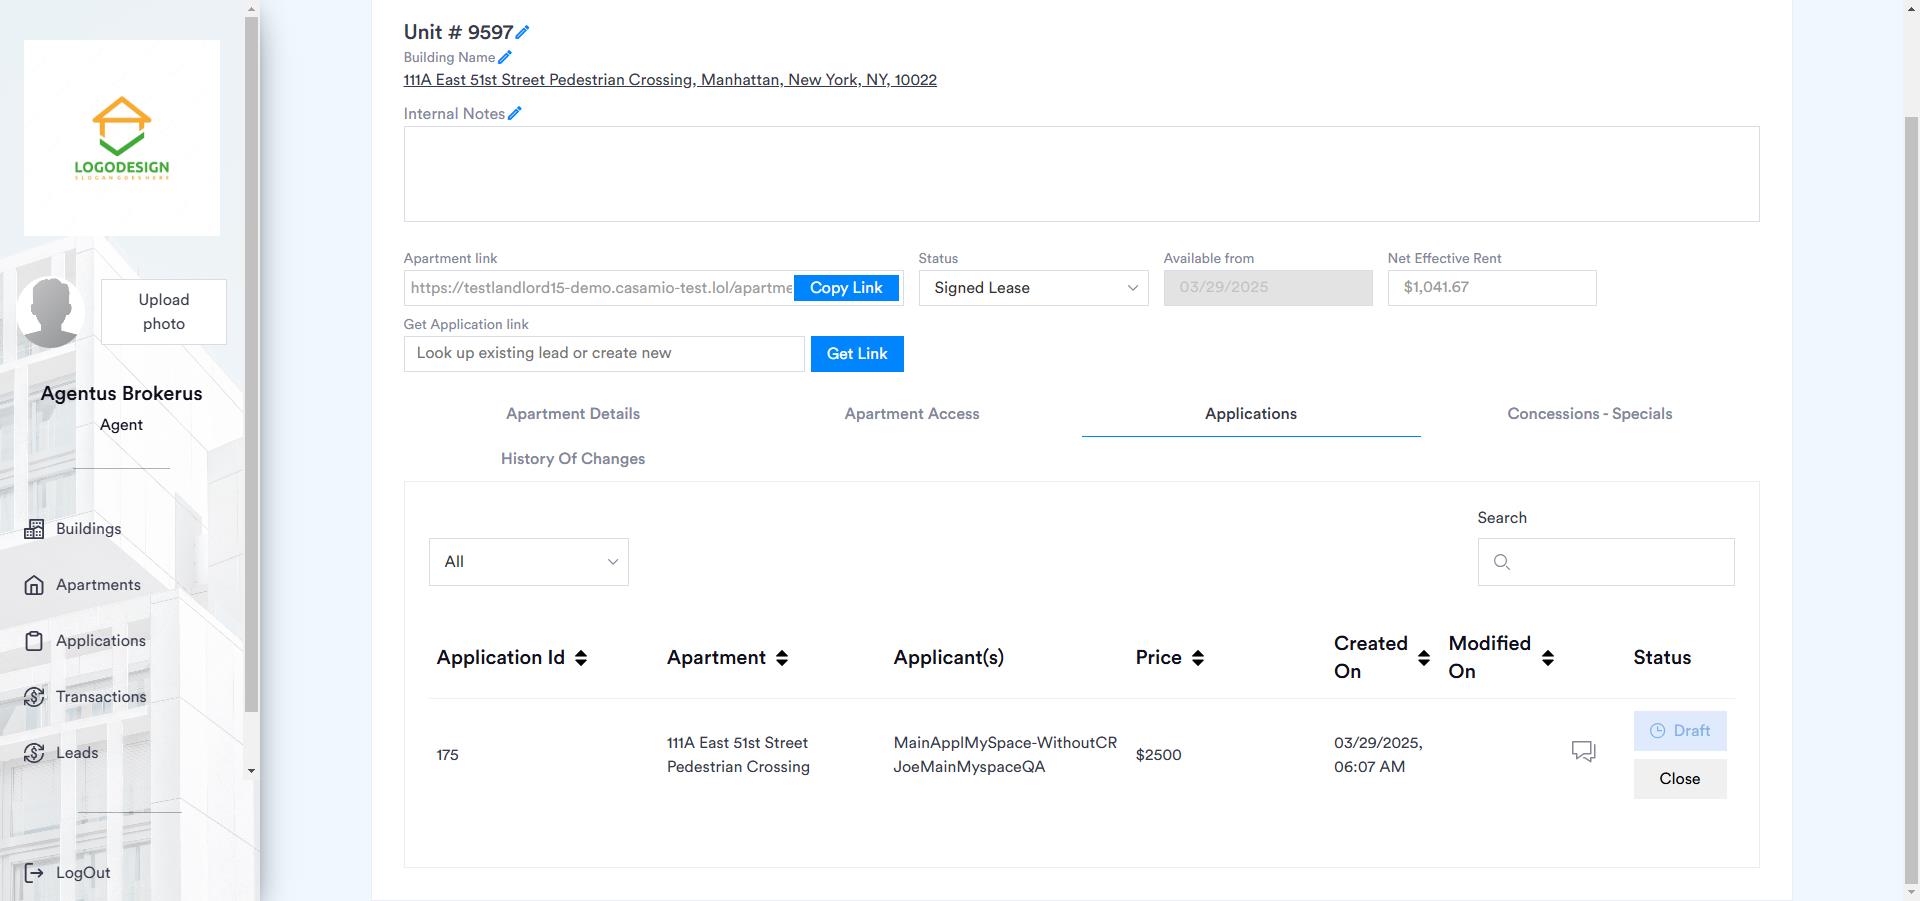 LOGODESIGN
SLOGAN GOES HERE
Upload
photo
Agentus Brokerus
Agent
Buildings
Apartments
Applications
Transactions
Leads
LogOut
Unit # 9597
Building Name
111A East 51st Street Pedestrian Crossing, Manhattan, New York, NY, 10022
Internal Notes
Apartment link
https://testlandlord15-demo.casamio-test.lol/apartme
Copy Link
Status
Signed Lease
Available from
03/29/2025
Net Effective Rent
$1,041.67
Get Application link
Look up existing lead or create new
Get Link
Apartment Details
Apartment Access
Applications
Concessions - Specials
History Of Changes
Search
All
Application Id
Apartment
Applicant(s)
Price
Created
On
Modified
On
Status
175
111A East 51st Street
Pedestrian Crossing
MainApplMySpace-WithoutCR
JoeMainMyspaceQA
$2500
03/29/2025,
06:07 AM
Draft
Close